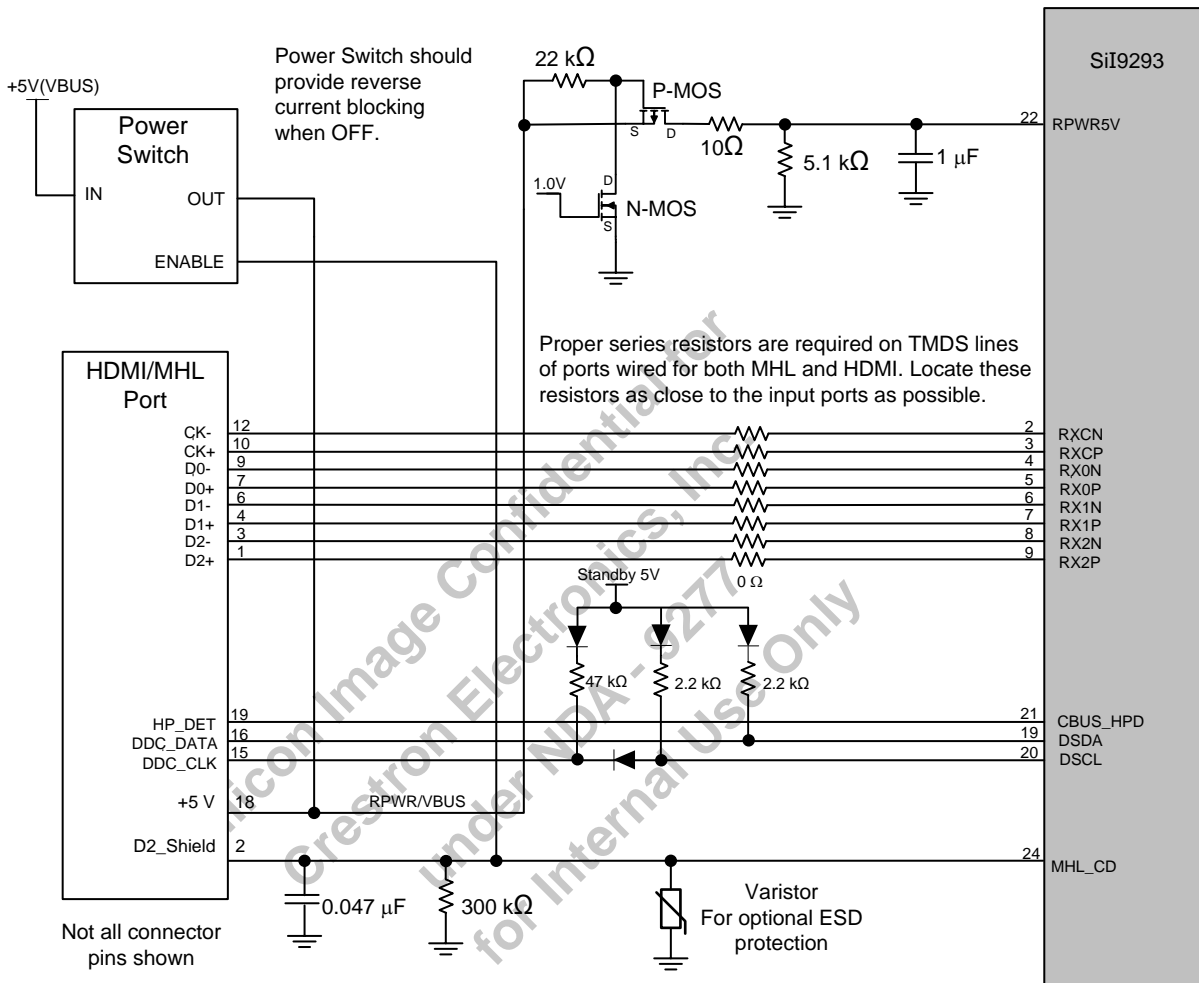 Power Switch should
provide reverse
current blocking
when OFF.
+5V(VBUS)
Power
Switch
IN
OUT
ENABLE
22 kΩ
P-MOS
S
D
10Ω
5.1 kΩ
1 μF
1.0V
D
N-MOS
S
SiI9293
22 RPWR5V
Proper series resistors are required on TMDS lines
of ports wired for both MHL and HDMI. Locate these
resistors as close to the input ports as possible.
HDMI/MHL
Port
CK- 12
CK+ 10
D0- 9
D0+ 7
D1- 6
D1+ 4
D2- 3
D2+ 1
2 RXCN
3 RXCP
4 RX0N
5 RX0P
6 RX1N
7 RX1P
8 RX2N
9 RX2P
0 Ω
Standby 5V
47 kΩ
2.2 kΩ
2.2 kΩ
HP_DET 19
DDC_DATA 16
DDC_CLK 15
21 CBUS_HPD
19 DSDA
20 DSCL
+5 V 18
RPWR/VBUS
D2_Shield 2
24 MHL_CD
0.047 μF
300 kΩ
Varistor
For optional ESD
protection
Not all connector
pins shown
Silicon Image Confidential for
Crestron Electronics, Inc.
under NDA - 9277
for Internal Use Only